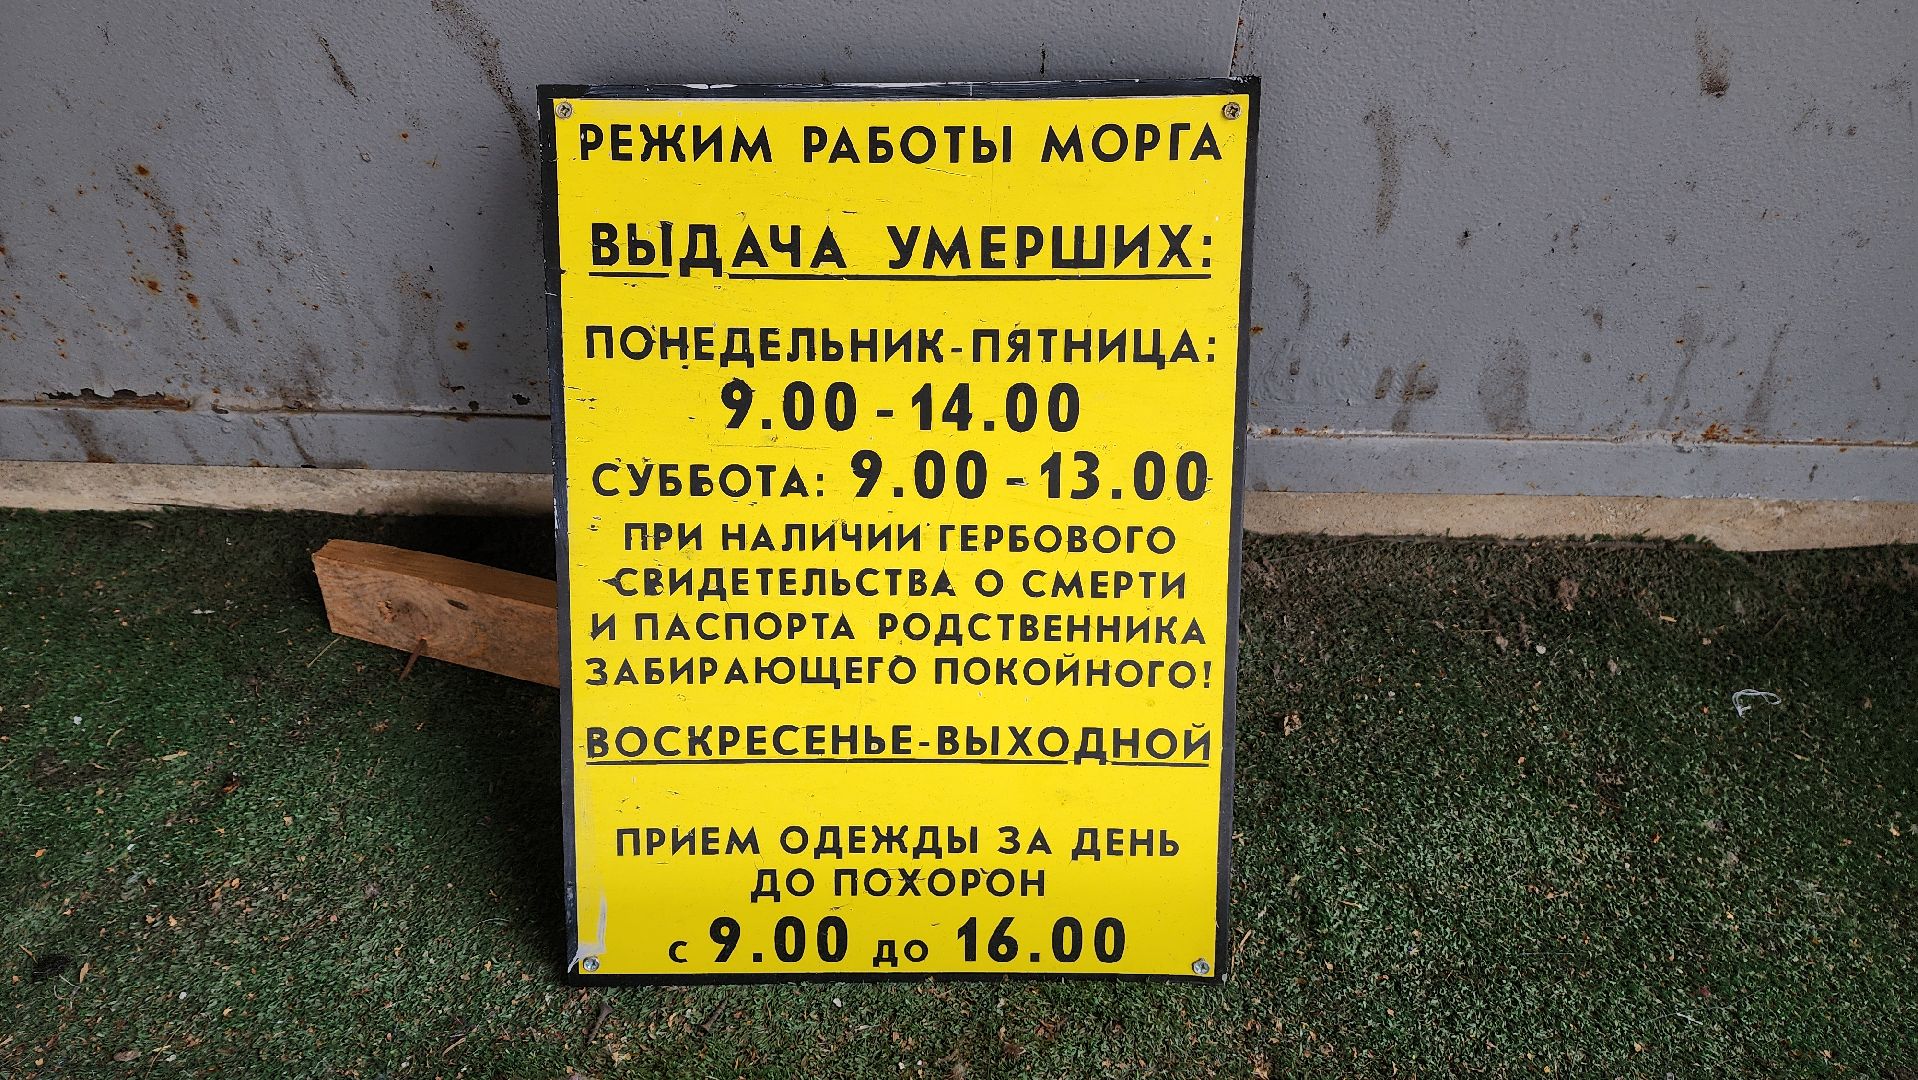 РЕЖИМ РАБОТЫ МОРГА
ВЫДАЧА УМЕРШИХ:
ПОНЕДЕЛЬНИК-ПЯТНИЦА:
9.00-14.00
СУББОТА: 9.00-13.00
ПРИ НАЛИЧИИ ГЕРБОВОГО
СВИДЕТЕЛЬСТВА О СМЕРТИ
И ПАСПОРТА РОДСТВЕННИКА
ЗАБИРАЮЩЕГО ПОКОЙНОГО!
ВОСКРЕСЕНЬЕ-ВЫХОДНОЙ
ПРИЕМ ОДЕЖДЫ ЗА ДЕНЬ
ДО ПОХОРОН
с 9.00 до 16.00